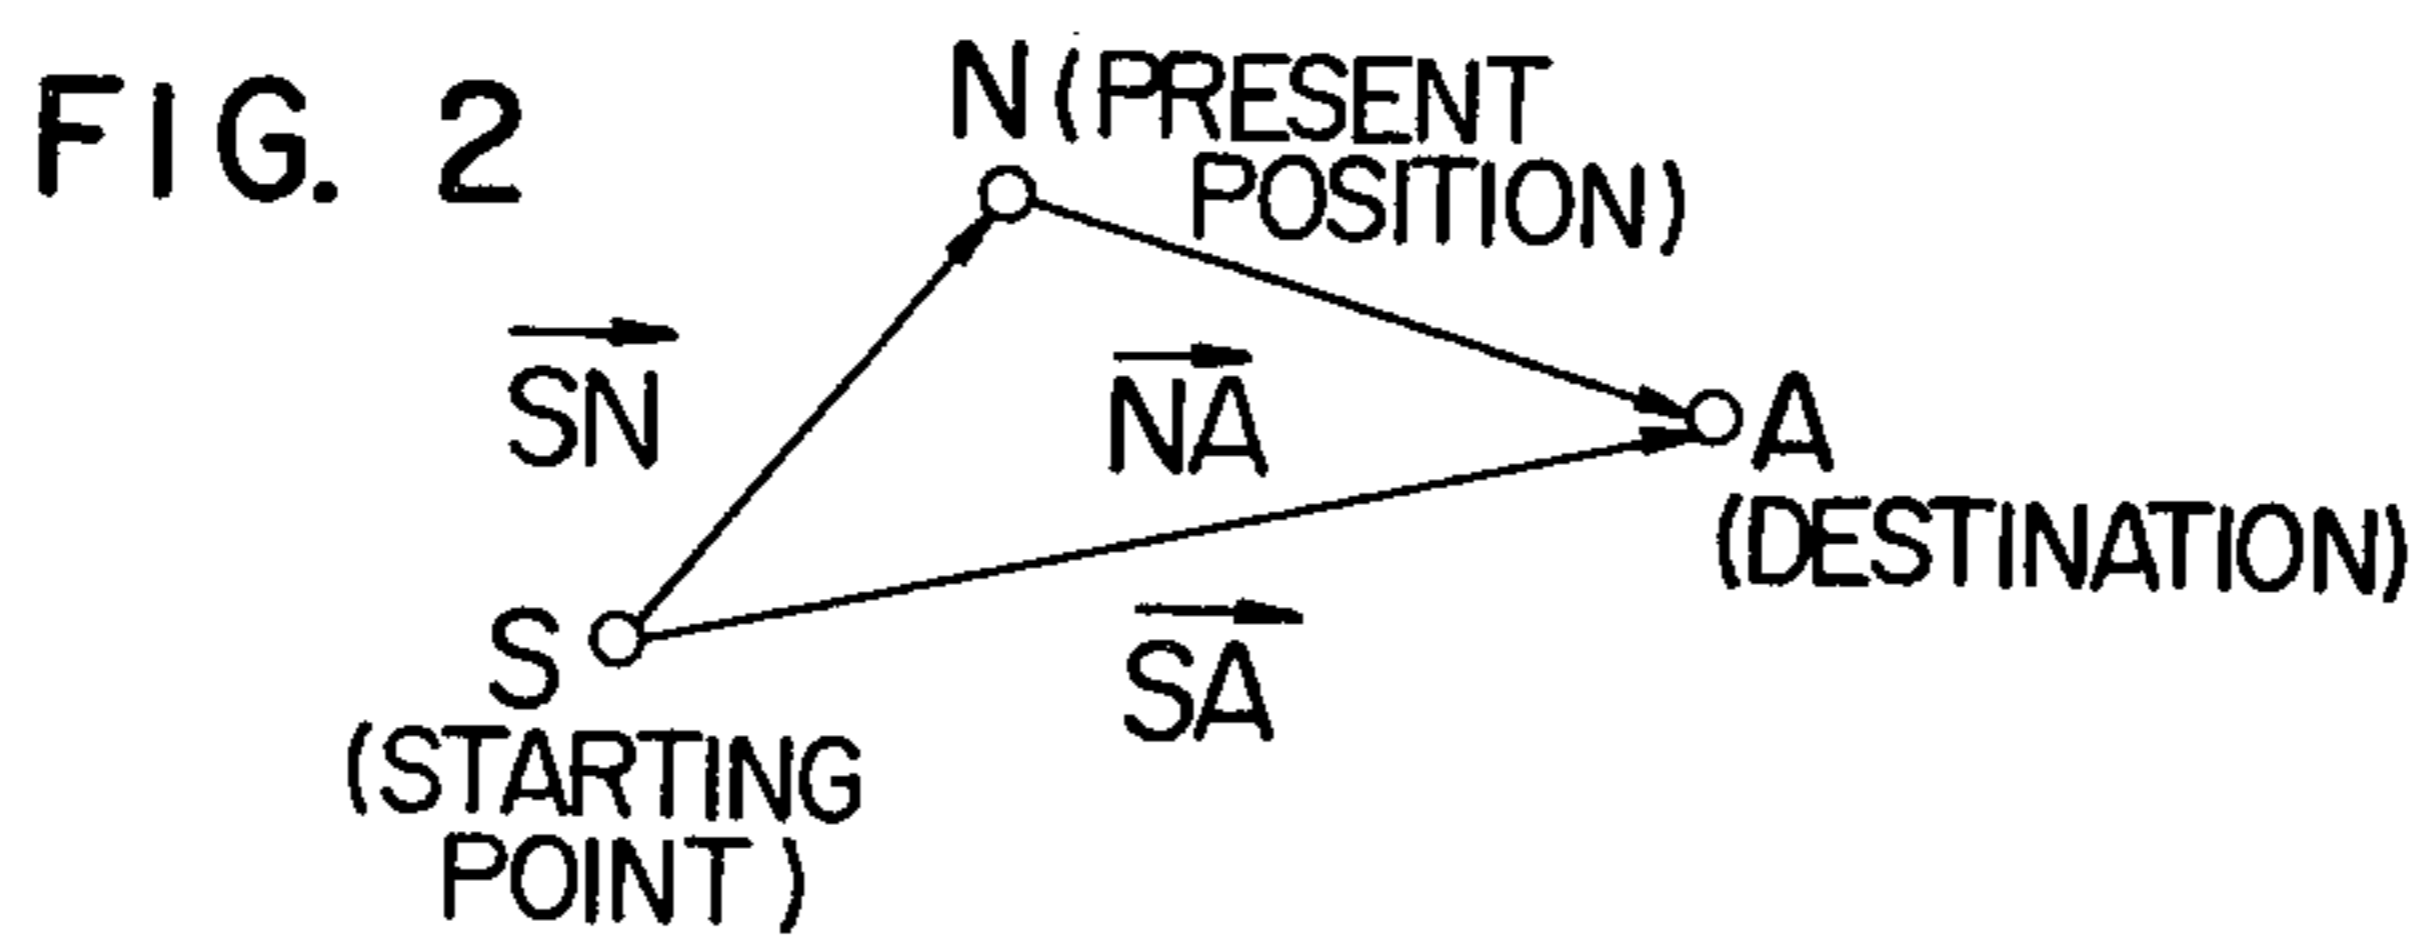 FIG. 2
N (PRESENT
POSITION)
SN
NA
A
(DESTINATION)
S
SA
(STARTING
POINT)